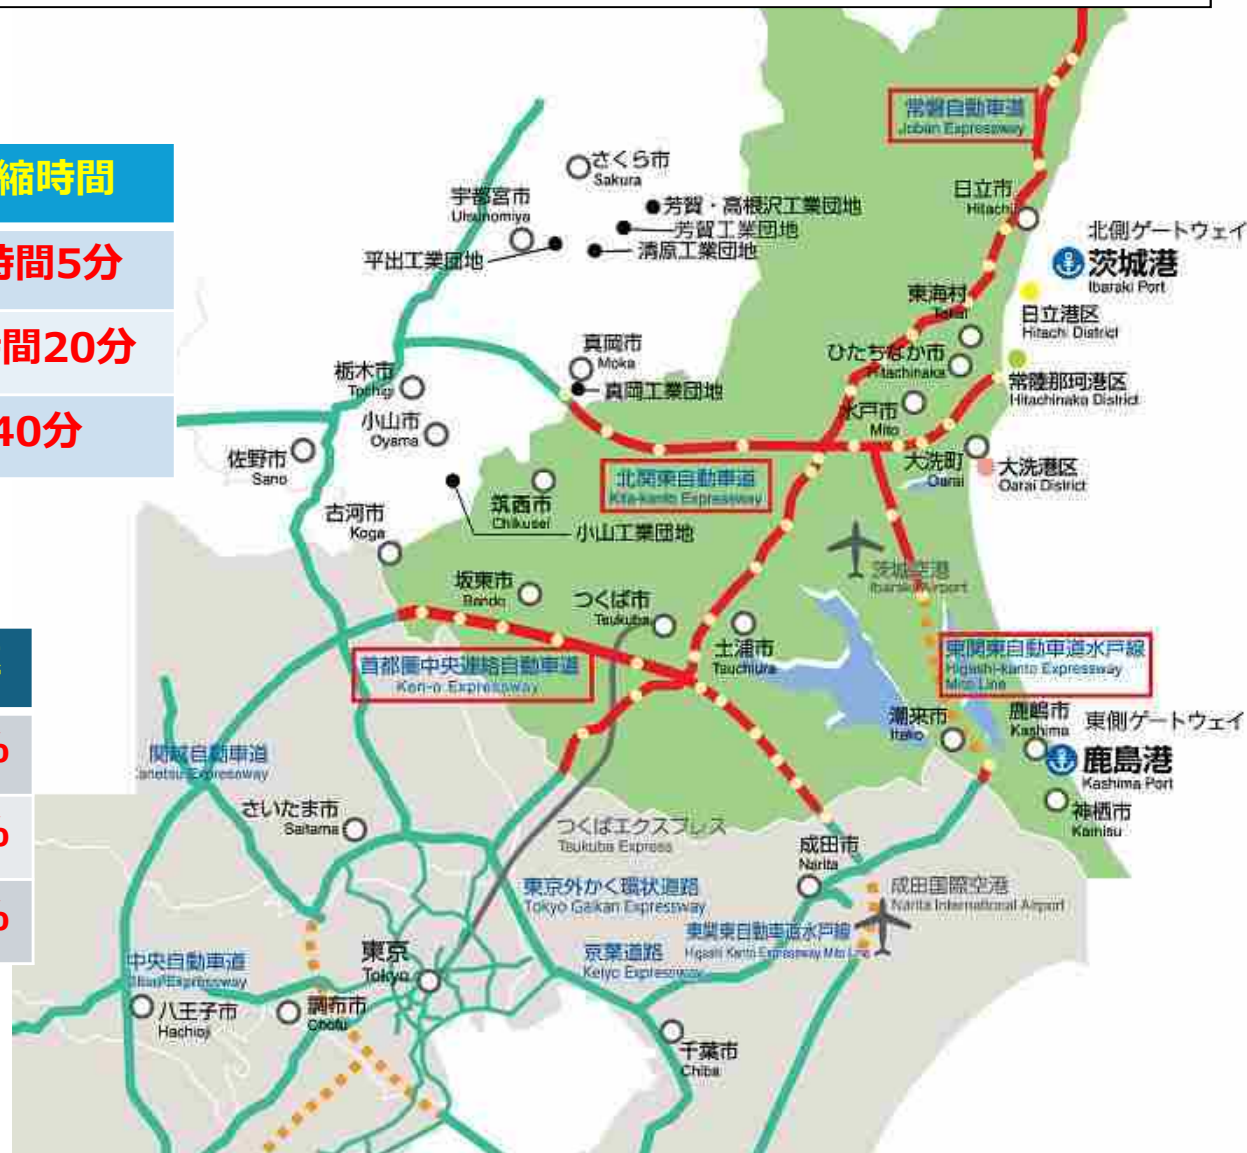 縮時間
時間5分
間20分
40分
%
%
%
常磐自動車道
Joban Expressway
さくら市
Sakura
宇都宮市
Utsunomiya
芳賀・高根沢工業団地
芳賀工業団地
清原工業団地
平出工業団地
日立市
Hitachi
北側ゲートウェイ
茨城港
Ibaraki Port
東海村
Tokai
日立港区
Hitachi District
ひたちなか市
Hitachinaka
常陸那珂港区
Hitachinaka District
真岡市
Moka
真岡工業団地
栃木市
Tochigi
小山市
Oyama
水戸市
Mito
佐野市
Sano
大洗町
Oarai
大洗港区
Oarai District
北関東自動車道
Kita-kanto Expressway
筑西市
Chikusei
古河市
Koga
小山工業団地
茨城空港
Ibaraki Airport
坂東市
Bando
つくば市
Tsukuba
土浦市
Tsuchiura
首都圏中央連絡自動車道
Ken-o Expressway
東関東自動車道水戸線
Higashi-kanto Expressway
Mito Line
潮来市
Itako
鹿嶋市
Kashima
東側ゲートウェイ
鹿島港
Kashima Port
神栖市
Kamisu
関越自動車道
Kanetsu Expressway
さいたま市
Saitama
つくばエクスプレス
Tsukuba Express
成田市
Narita
東京外かく環状道路
Tokyo Gaikan Expressway
成田国際空港
Narita International Airport
東関東自動車道水戸線
Higashi Kanto Expressway Mito Line
京葉道路
Keiyo Expressway
中央自動車道
Chuo Expressway
東京
Tokyo
八王子市
Hachioji
調布市
Chofu
千葉市
Chiba